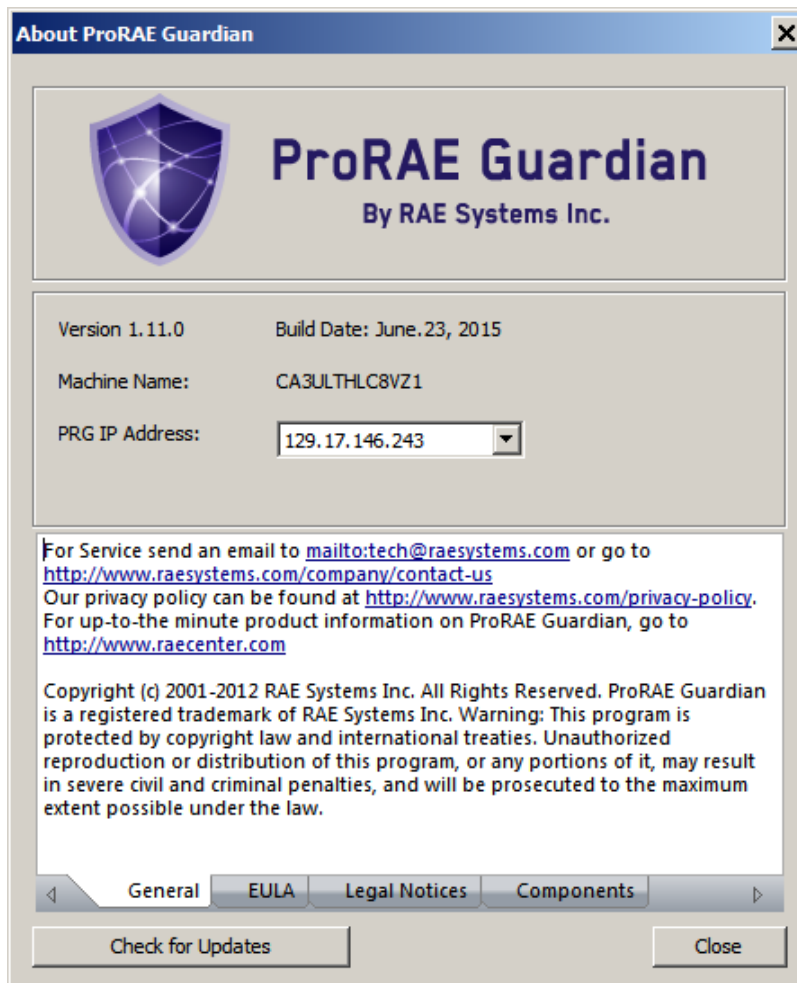 About ProRAE Guardian
ProRAE Guardian
By RAE Systems Inc.
Version 1.11.0 Build Date: June.23, 2015
Machine Name: CA3ULTHLC8VZ1
PRG IP Address: 129.17.146.243
For Service send an email to mailto:tech@raesystems.com or go to
http://www.raesystems.com/company/contact-us
Our privacy policy can be found at http://www.raesystems.com/privacy-policy.
For up-to-the minute product information on ProRAE Guardian, go to
http://www.raecenter.com
Copyright (c) 2001-2012 RAE Systems Inc. All Rights Reserved. ProRAE Guardian
is a registered trademark of RAE Systems Inc. Warning: This program is
protected by copyright law and international treaties. Unauthorized
reproduction or distribution of this program, or any portions of it, may result
in severe civil and criminal penalties, and will be prosecuted to the maximum
extent possible under the law.
General EULA Legal Notices Components
Check for Updates Close